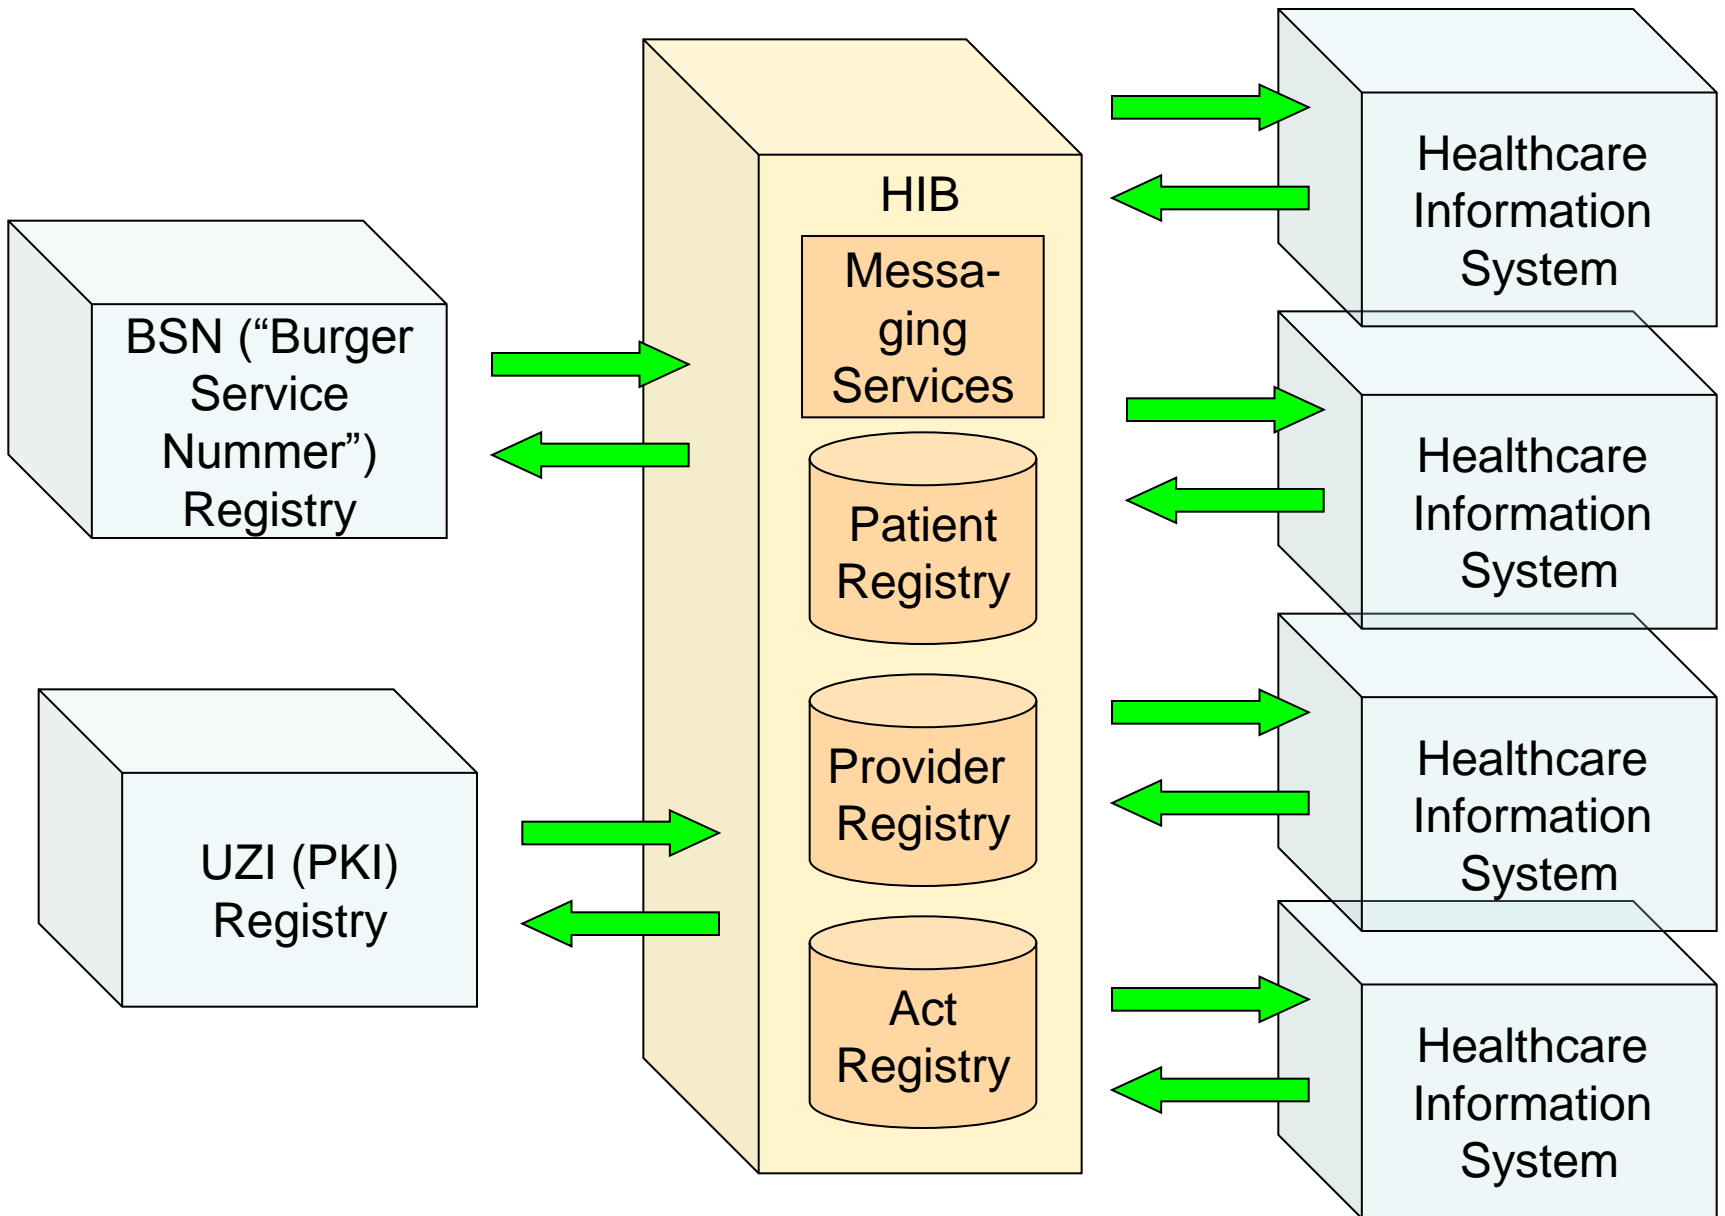 BSN (“Burger
Service
Nummer”)
Registry
UZI (PKI)
Registry
HIB
Messa-
ging
Services
Patient
Registry
Provider
Registry
Act
Registry
Healthcare
Information
System
Healthcare
Information
System
Healthcare
Information
System
Healthcare
Information
System